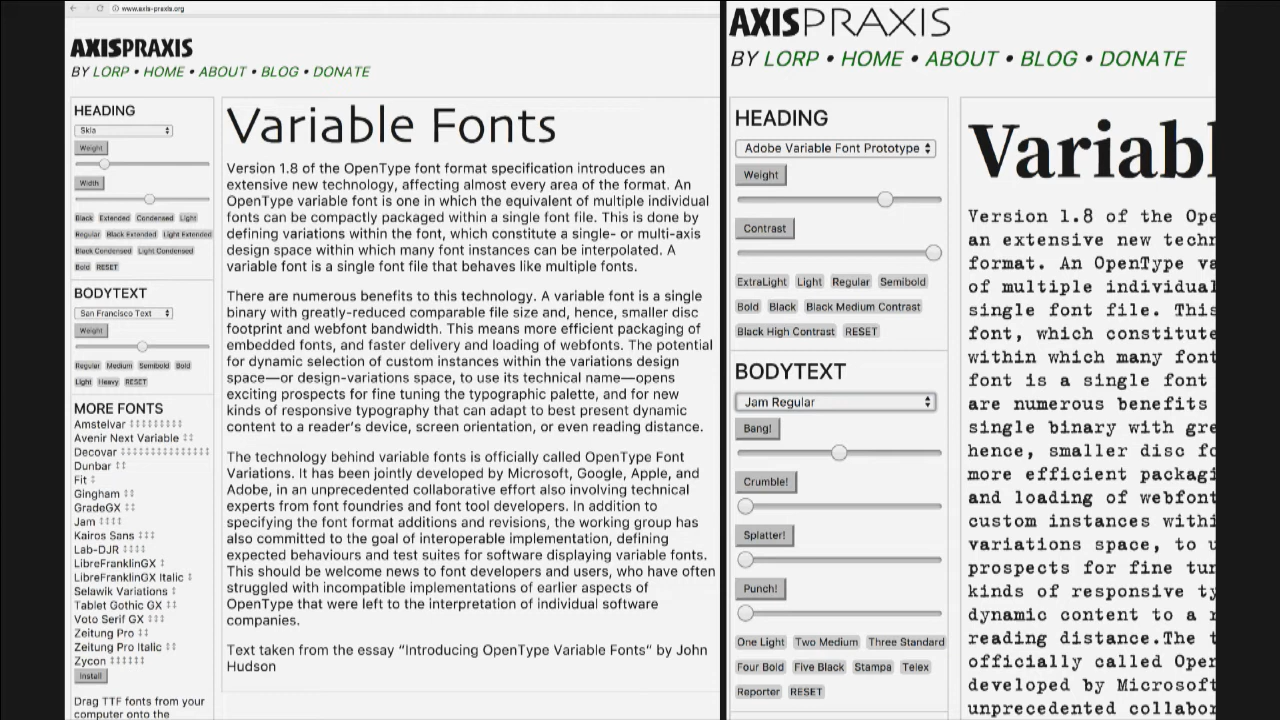 www.axis-praxis.org
AXISPRAXIS
BY LORP • HOME • ABOUT • BLOG • DONATE
HEADING
Skia
Weight
Width
Black Extended Condensed Light
Regular Black Extended Light Extended
Black Condensed Light Condensed
Bold RESET
BODYTEXT
San Francisco Text
Weight
Regular Medium Semibold Bold
Light Heavy RESET
MORE FONTS
Amstelvar
Avenir Next Variable
Decovar
Dunbar
Fit
Gingham
GradeGX
Jam
Kairos Sans
Lab-DJR
LibreFranklinGX
LibreFranklinGX Italic
Selawik Variations
Tablet Gothic GX
Voto Serif GX
Zeitung Pro
Zeitung Pro Italic
Zycon
Install
Drag TTF fonts from your
computer onto the
Variable Fonts
Version 1.8 of the OpenType font format specification introduces an
extensive new technology, affecting almost every area of the format. An
OpenType variable font is one in which the equivalent of multiple individual
fonts can be compactly packaged within a single font file. This is done by
defining variations within the font, which constitute a single- or multi-axis
design space within which many font instances can be interpolated. A
variable font is a single font file that behaves like multiple fonts.
There are numerous benefits to this technology. A variable font is a single
binary with greatly-reduced comparable file size and, hence, smaller disc
footprint and webfont bandwidth. This means more efficient packaging of
embedded fonts, and faster delivery and loading of webfonts. The potential
for dynamic selection of custom instances within the variations design
space—or design-variations space, to use its technical name—opens
exciting prospects for fine tuning the typographic palette, and for new
kinds of responsive typography that can adapt to best present dynamic
content to a reader's device, screen orientation, or even reading distance.
The technology behind variable fonts is officially called OpenType Font
Variations. It has been jointly developed by Microsoft, Google, Apple, and
Adobe, in an unprecedented collaborative effort also involving technical
experts from font foundries and font tool developers. In addition to
specifying the font format additions and revisions, the working group has
also committed to the goal of interoperable implementation, defining
expected behaviours and test suites for software displaying variable fonts.
This should be welcome news to font developers and users, who have often
struggled with incompatible implementations of earlier aspects of
OpenType that were left to the interpretation of individual software
companies.
Text taken from the essay “Introducing OpenType Variable Fonts” by John
Hudson
AXISPRAXIS
BY LORP • HOME • ABOUT • BLOG • DONATE
HEADING
Adobe Variable Font Prototype
Weight
Contrast
ExtraLight Light Regular Semibold
Bold Black Black Medium Contrast
Black High Contrast RESET
BODYTEXT
Jam Regular
Bang!
Crumble!
Splatter!
Punch!
One Light Two Medium Three Standard
Four Bold Five Black Stampa Telex
Reporter RESET
Variabl
Version 1.8 of the Ope
an extensive new techn
format. An OpenType va
of multiple individual
single font file. This
font, which constitute
within which many font
font is a single font
are numerous benefits
single binary with gre
hence, smaller disc fo
more efficient packagi
and loading of webfont
custom instances withi
variations space, to u
prospects for fine tun
kinds of responsive ty
dynamic content to a r
reading distance.The t
officially called Open
developed by Microsoft
unprecedented collabor